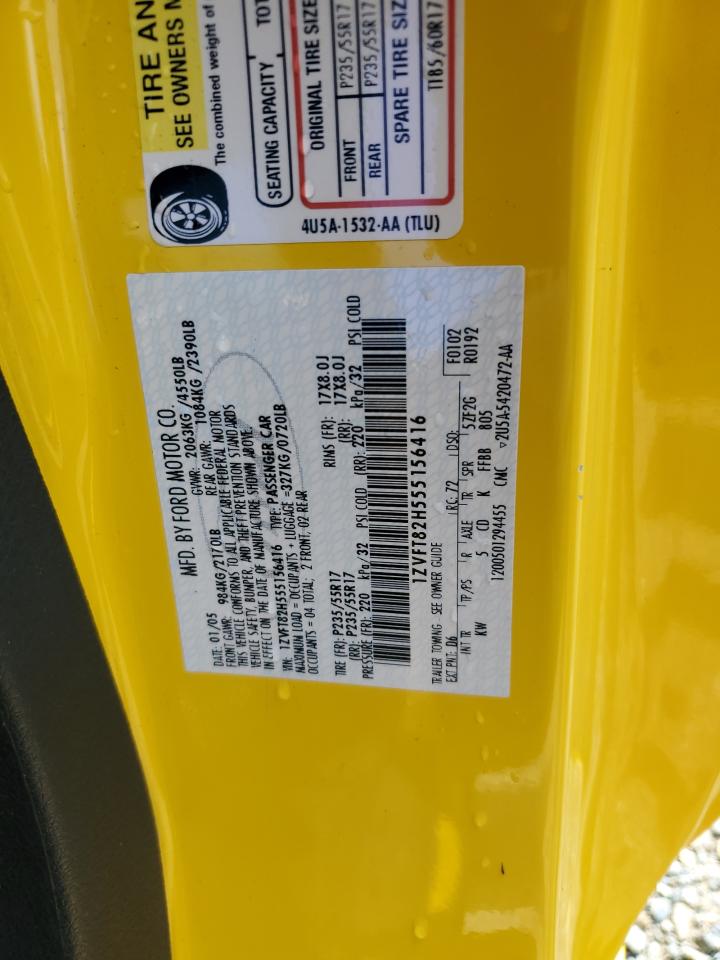 TIRE AN
SEE OWNERS M
The combined weight of
SEATING CAPACITY TOT
ORIGINAL TIRE SIZE
FRONT P235/55R17
REAR P235/55R17
SPARE TIRE SIZE
T185/60R17
4U5A-1532-AA (TLU)
MFD. BY FORD MOTOR CO.
DATE: 01/05 GVWR: 2063KG /4550LB
FRONT GAWR: 984KG/2170LB REAR GAWR: 1084KG /2390LB
THIS VEHICLE CONFORMS TO ALL APPLICABLE FEDERAL MOTOR
VEHICLE SAFETY, BUMPER, AND THEFT PREVENTION STANDARDS
IN EFFECT ON THE DATE OF MANUFACTURE SHOWN ABOVE.
VIN: 1ZVFT82H555156416 TYPE: PASSENGER CAR
MAXIMUM LOAD = OCCUPANTS + LUGGAGE =327KG/0720LB
OCCUPANTS = 04 TOTAL: 2 FRONT, 02 REAR
TIRE (FR): P235/55R17 RIMS (FR): 17X8.0J
(RR): P235/55R17 (RR): 17X8.0J
PRESSURE (FR): 220 kPa/32 PSI COLD (RR): 220 kPa/32 PSI COLD
1ZVFT82H555156416
TRAILER TOWING - SEE OWNER GUIDE F0102
EXT PNT: D6 RC: 72 DSO: R0192
INT TR TP/PS R AXLE TR SPR 5ZF2G
KW 5 CD K FFBB B05
1200501294455 CMC ▽2U5A-5420472-AA